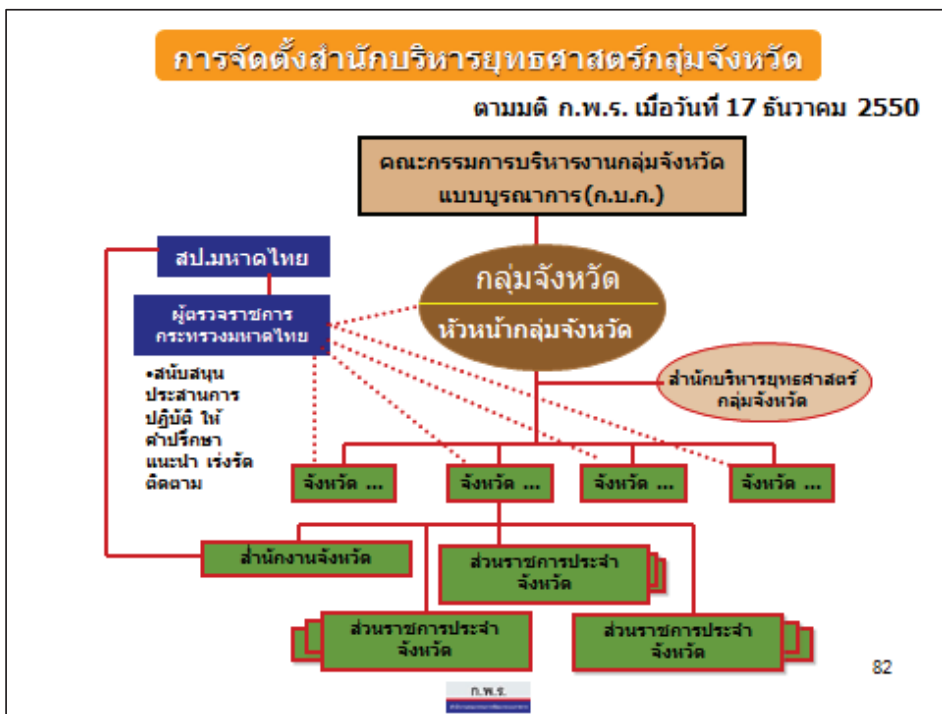 การจัดตั้งสำนักบริหารยุทธศาสตร์กลุ่มจังหวัด
ตามมติ ก.พ.ร. เมื่อวันที่ 17 ธันวาคม 2550
คณะกรรมการบริหารงานกลุ่มจังหวัด
แบบบูรณาการ(ก.บ.ก.)
สป.มหาดไทย
กลุ่มจังหวัด
หัวหน้ากลุ่มจังหวัด
ผู้ตรวจราชการ
กระทรวงมหาดไทย
•สนับสนุน
ประสานการ
ปฏิบัติ ให้
คำปรึกษา
แนะนำ เร่งรัด
ติดตาม
สำนักบริหารยุทธศาสตร์
กลุ่มจังหวัด
จังหวัด ...
จังหวัด ...
จังหวัด ...
จังหวัด ...
สำนักงานจังหวัด
ส่วนราชการประจำ
จังหวัด
ส่วนราชการประจำ
จังหวัด
ส่วนราชการประจำ
จังหวัด
82
ก.พ.ร.